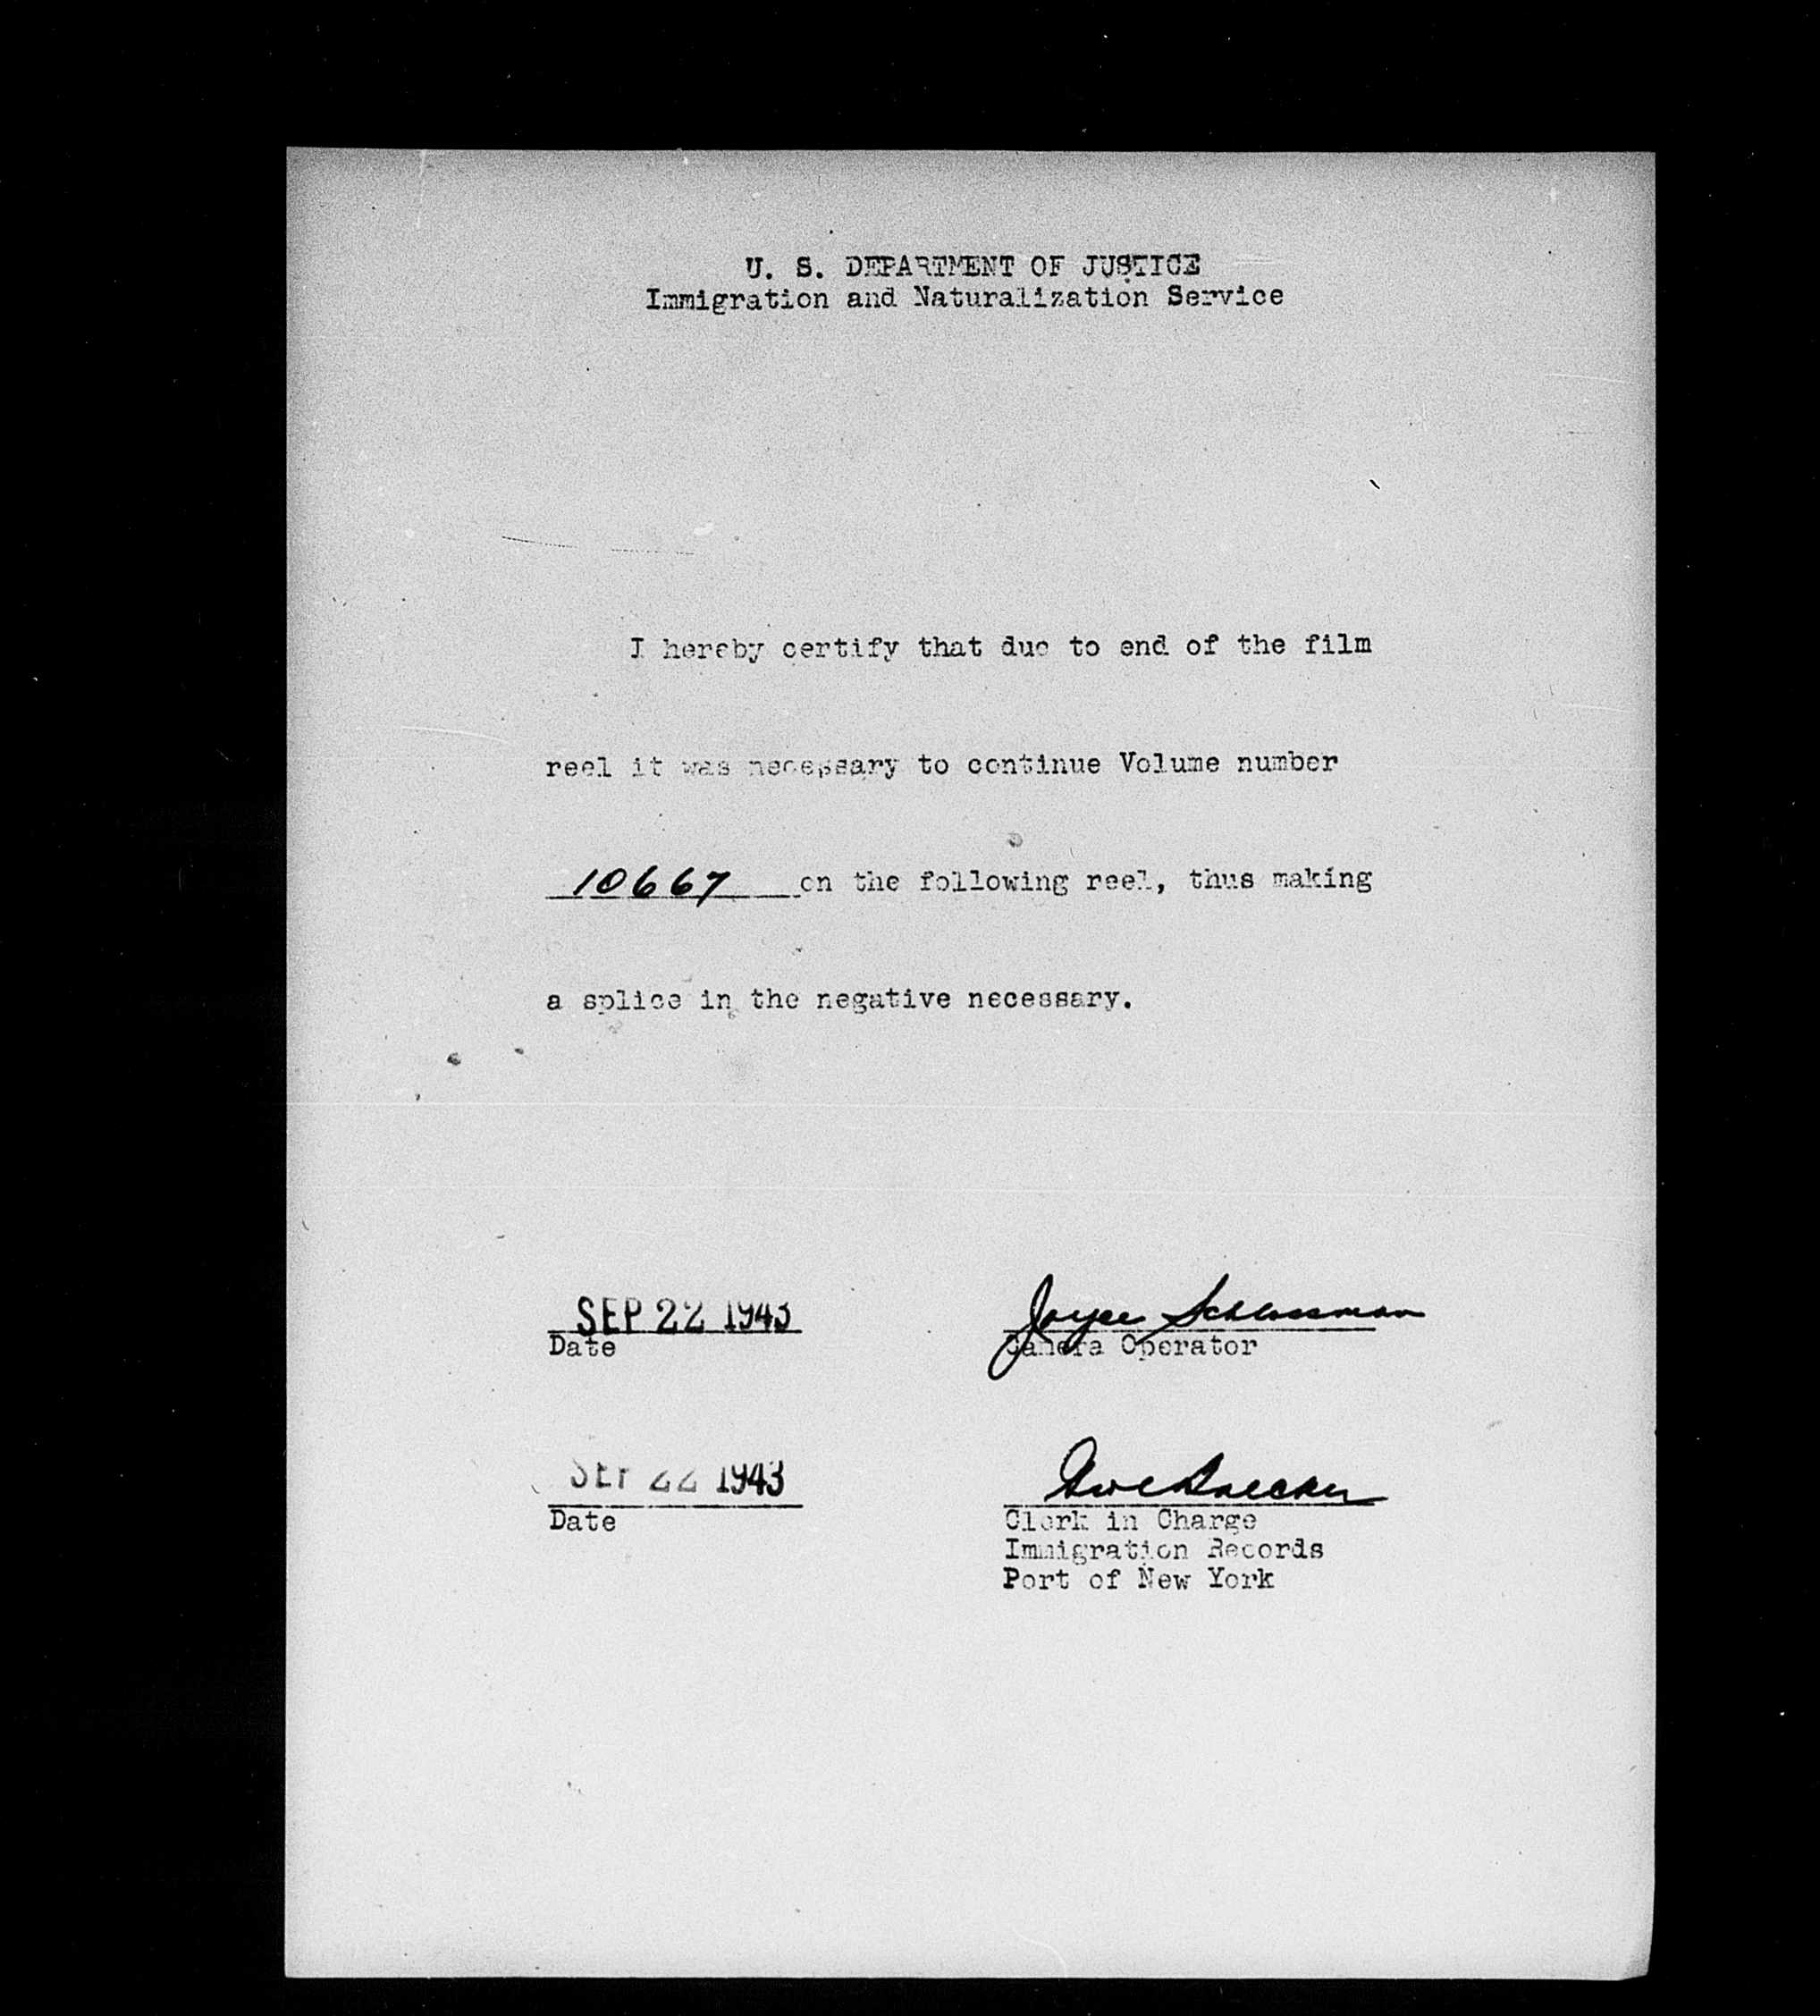 U. S. DEPARTMENT OF JUSTICE
Immigration and Naturalization Service
I hereby certify that due to end of the film
reel it was necessary to continue Volume number
10667 on the following reel, thus making
a splice in the negative necessary.
SEP 22 1943
Joyce Schlossman
Date
Camera Operator
SEP 22 1943
Date
Clerk in Charge
Immigration Records
Port of New York